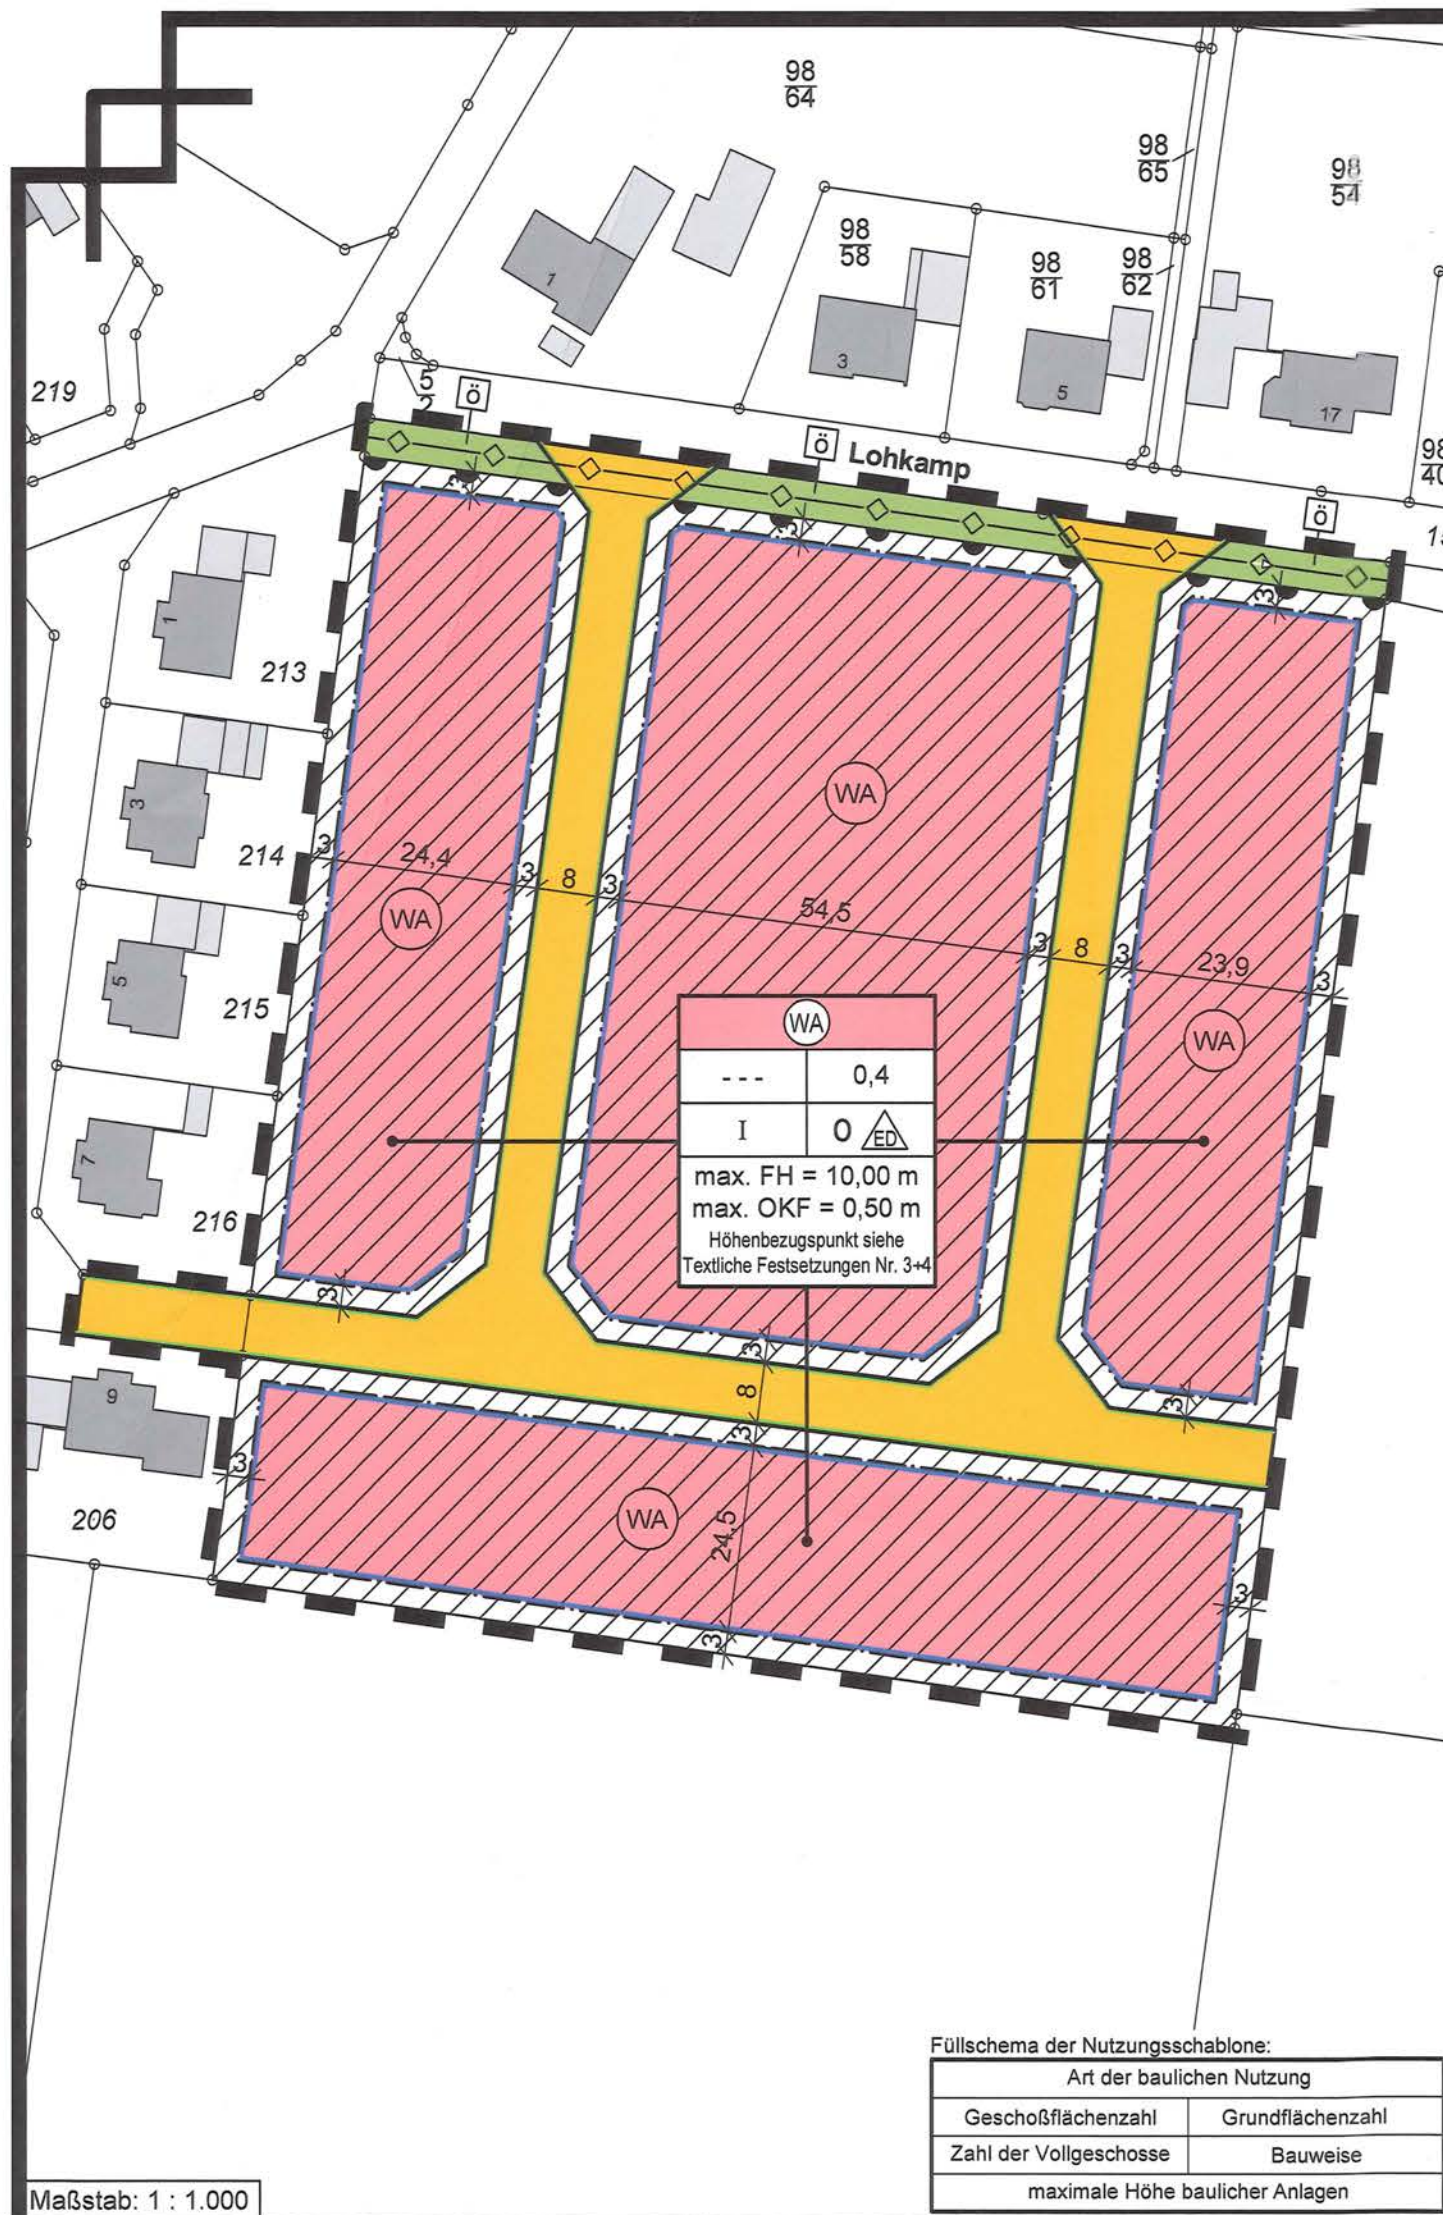 98
64
98
65
98
54
98
58
98
61
98
62
1
3
5
17
219
5
2
Ö
Ö
Lohkamp
98
40
Ö
3
3
3
1
213
3
214
WA
3
24,4
3
8
3
54,5
3
8
3
23,9
3
WA
WA
5
215
WA
--- 0,4
I O ED
max. FH = 10,00 m
max. OKF = 0,50 m
Höhenbezugspunkt siehe
Textliche Festsetzungen Nr. 3+4
7
216
3
3
8
3
3
9
3
206
WA
24,5
3
3
Füllschema der Nutzungsschablone:
Art der baulichen Nutzung
Geschoßflächenzahl Grundflächenzahl
Zahl der Vollgeschosse Bauweise
maximale Höhe baulicher Anlagen
Maßstab: 1 : 1.000